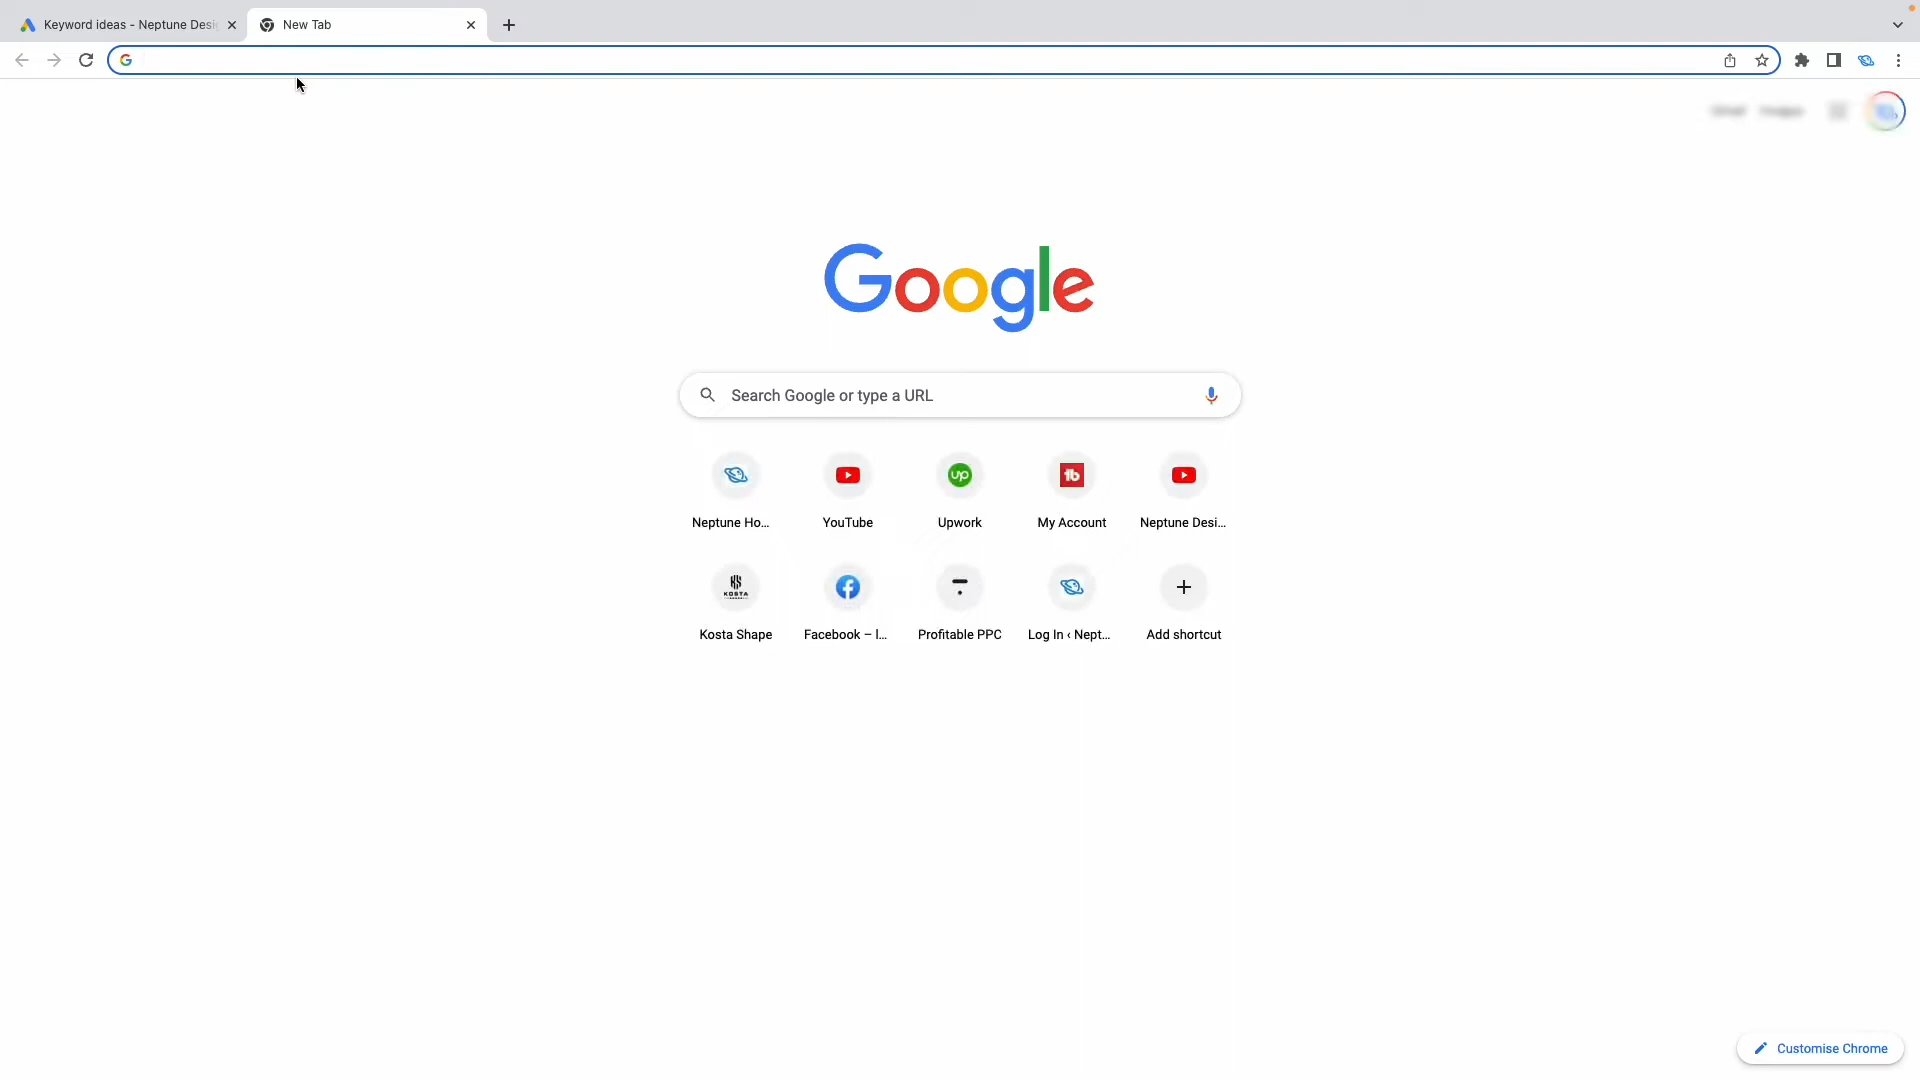 Keyword ideas - Neptune Desi
New Tab
Google
Search Google or type a URL
Neptune Ho...
YouTube
Upwork
My Account
Neptune Desi...
Kosta Shape
Facebook – l...
Profitable PPC
Log In ‹ Nept...
Add shortcut
Customise Chrome